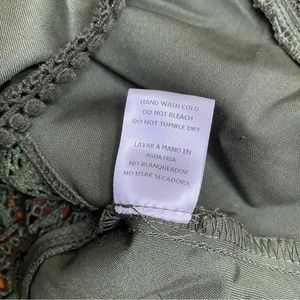 HAND WASH COLD
DO NOT BLEACH
DO NOT TUMBLE DRY
LAVAR A MANO EN
AGUA FRIA
NO BLANQUEADOR
NO USAR SECADORA